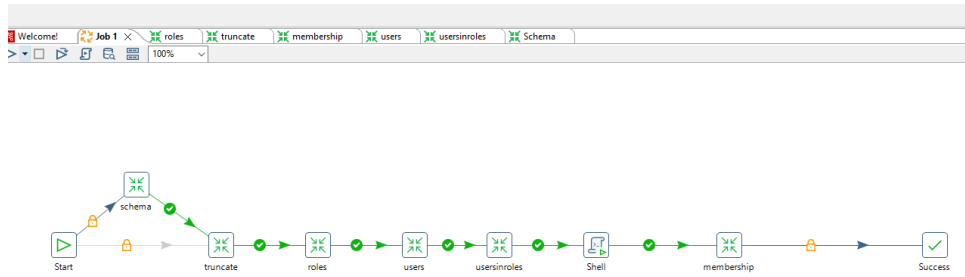 Welcome! Job 1 roles truncate membership users usersinroles Schema
100%
schema
Start truncate roles users usersinroles Shell membership Success